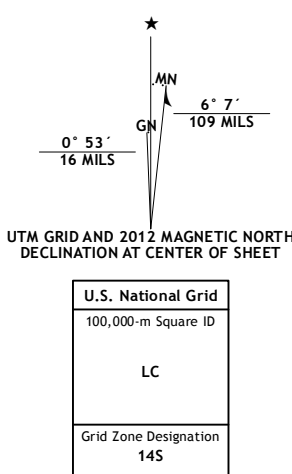 ★
MN
GN
6° 7´
109 MILS
0° 53´
16 MILS
UTM GRID AND 2012 MAGNETIC NORTH
DECLINATION AT CENTER OF SHEET
U.S. National Grid
100,000-m Square ID
LC
Grid Zone Designation
14S